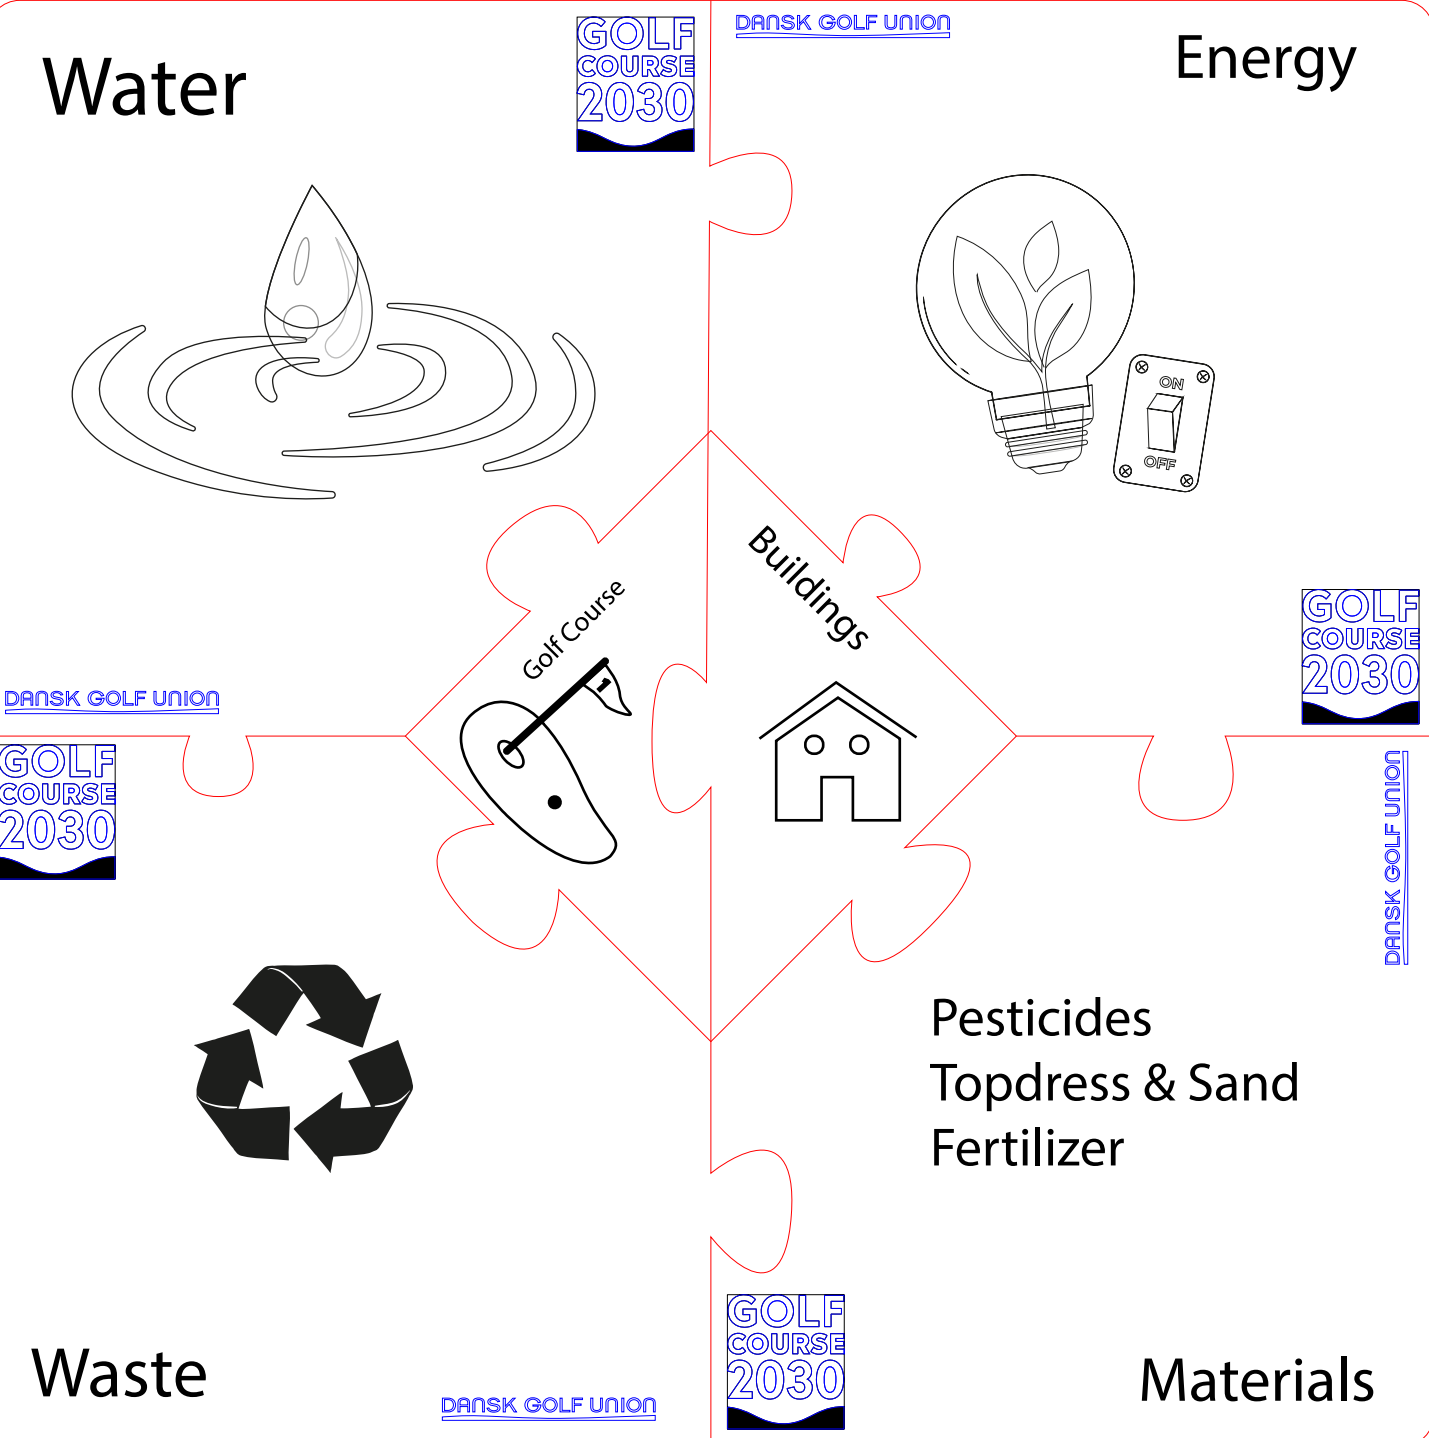 Water
GOLF
COURSE
2030
DANSK GOLF UNION
Energy
ON
OFF
GOLF
COURSE
2030
DANSK GOLF UNION
Golf Course
1
Buildings
GOLF
COURSE
2030
DANSK GOLF UNION
Pesticides
Topdress & Sand
Fertilizer
Waste
DANSK GOLF UNION
GOLF
COURSE
2030
Materials